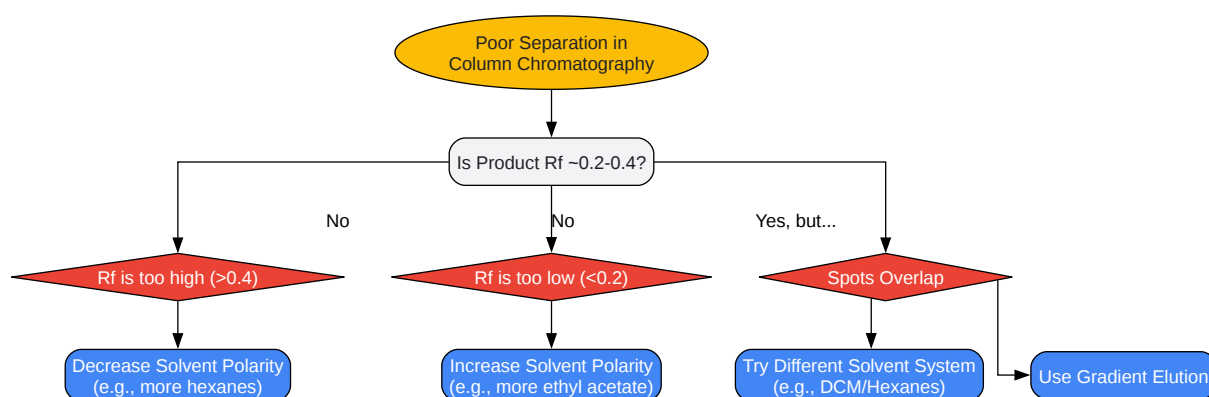 Poor Separation in
Column Chromatography
Is Product Rf ~0.2-0.4?
No
No
Yes, but...
Rf is too high (>0.4)
Rf is too low (<0.2)
Spots Overlap
Decrease Solvent Polarity
(e.g., more hexanes)
Increase Solvent Polarity
(e.g., more ethyl acetate)
Try Different Solvent System
(e.g., DCM/Hexanes)
Use Gradient Elution